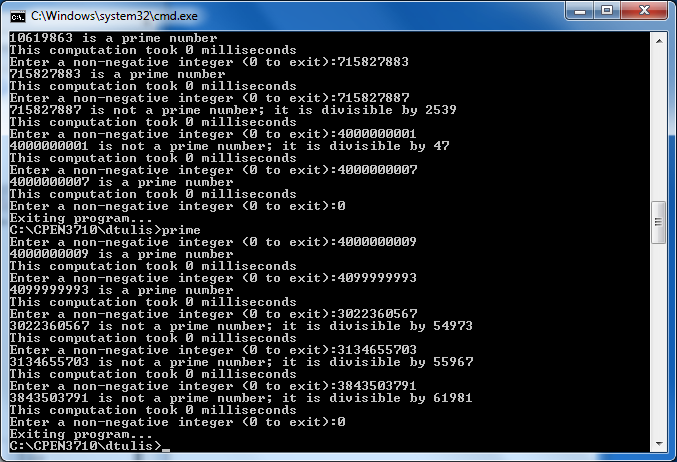 C:\Windows\system32\cmd.exe
10619863 is a prime number
This computation took 0 milliseconds
Enter a non-negative integer (0 to exit):715827883
715827883 is a prime number
This computation took 0 milliseconds
Enter a non-negative integer (0 to exit):715827887
715827887 is not a prime number; it is divisible by 2539
This computation took 0 milliseconds
Enter a non-negative integer (0 to exit):4000000001
4000000001 is not a prime number; it is divisible by 47
This computation took 0 milliseconds
Enter a non-negative integer (0 to exit):4000000007
4000000007 is a prime number
This computation took 0 milliseconds
Enter a non-negative integer (0 to exit):0
Exiting program...
C:\CPEN3710\dtulis>prime
Enter a non-negative integer (0 to exit):4000000009
4000000009 is a prime number
This computation took 0 milliseconds
Enter a non-negative integer (0 to exit):4099999993
4099999993 is a prime number
This computation took 0 milliseconds
Enter a non-negative integer (0 to exit):3022360567
3022360567 is not a prime number; it is divisible by 54973
This computation took 0 milliseconds
Enter a non-negative integer (0 to exit):3134655703
3134655703 is not a prime number; it is divisible by 55967
This computation took 0 milliseconds
Enter a non-negative integer (0 to exit):3843503791
3843503791 is not a prime number; it is divisible by 61981
This computation took 0 milliseconds
Enter a non-negative integer (0 to exit):0
Exiting program...
C:\CPEN3710\dtulis>_